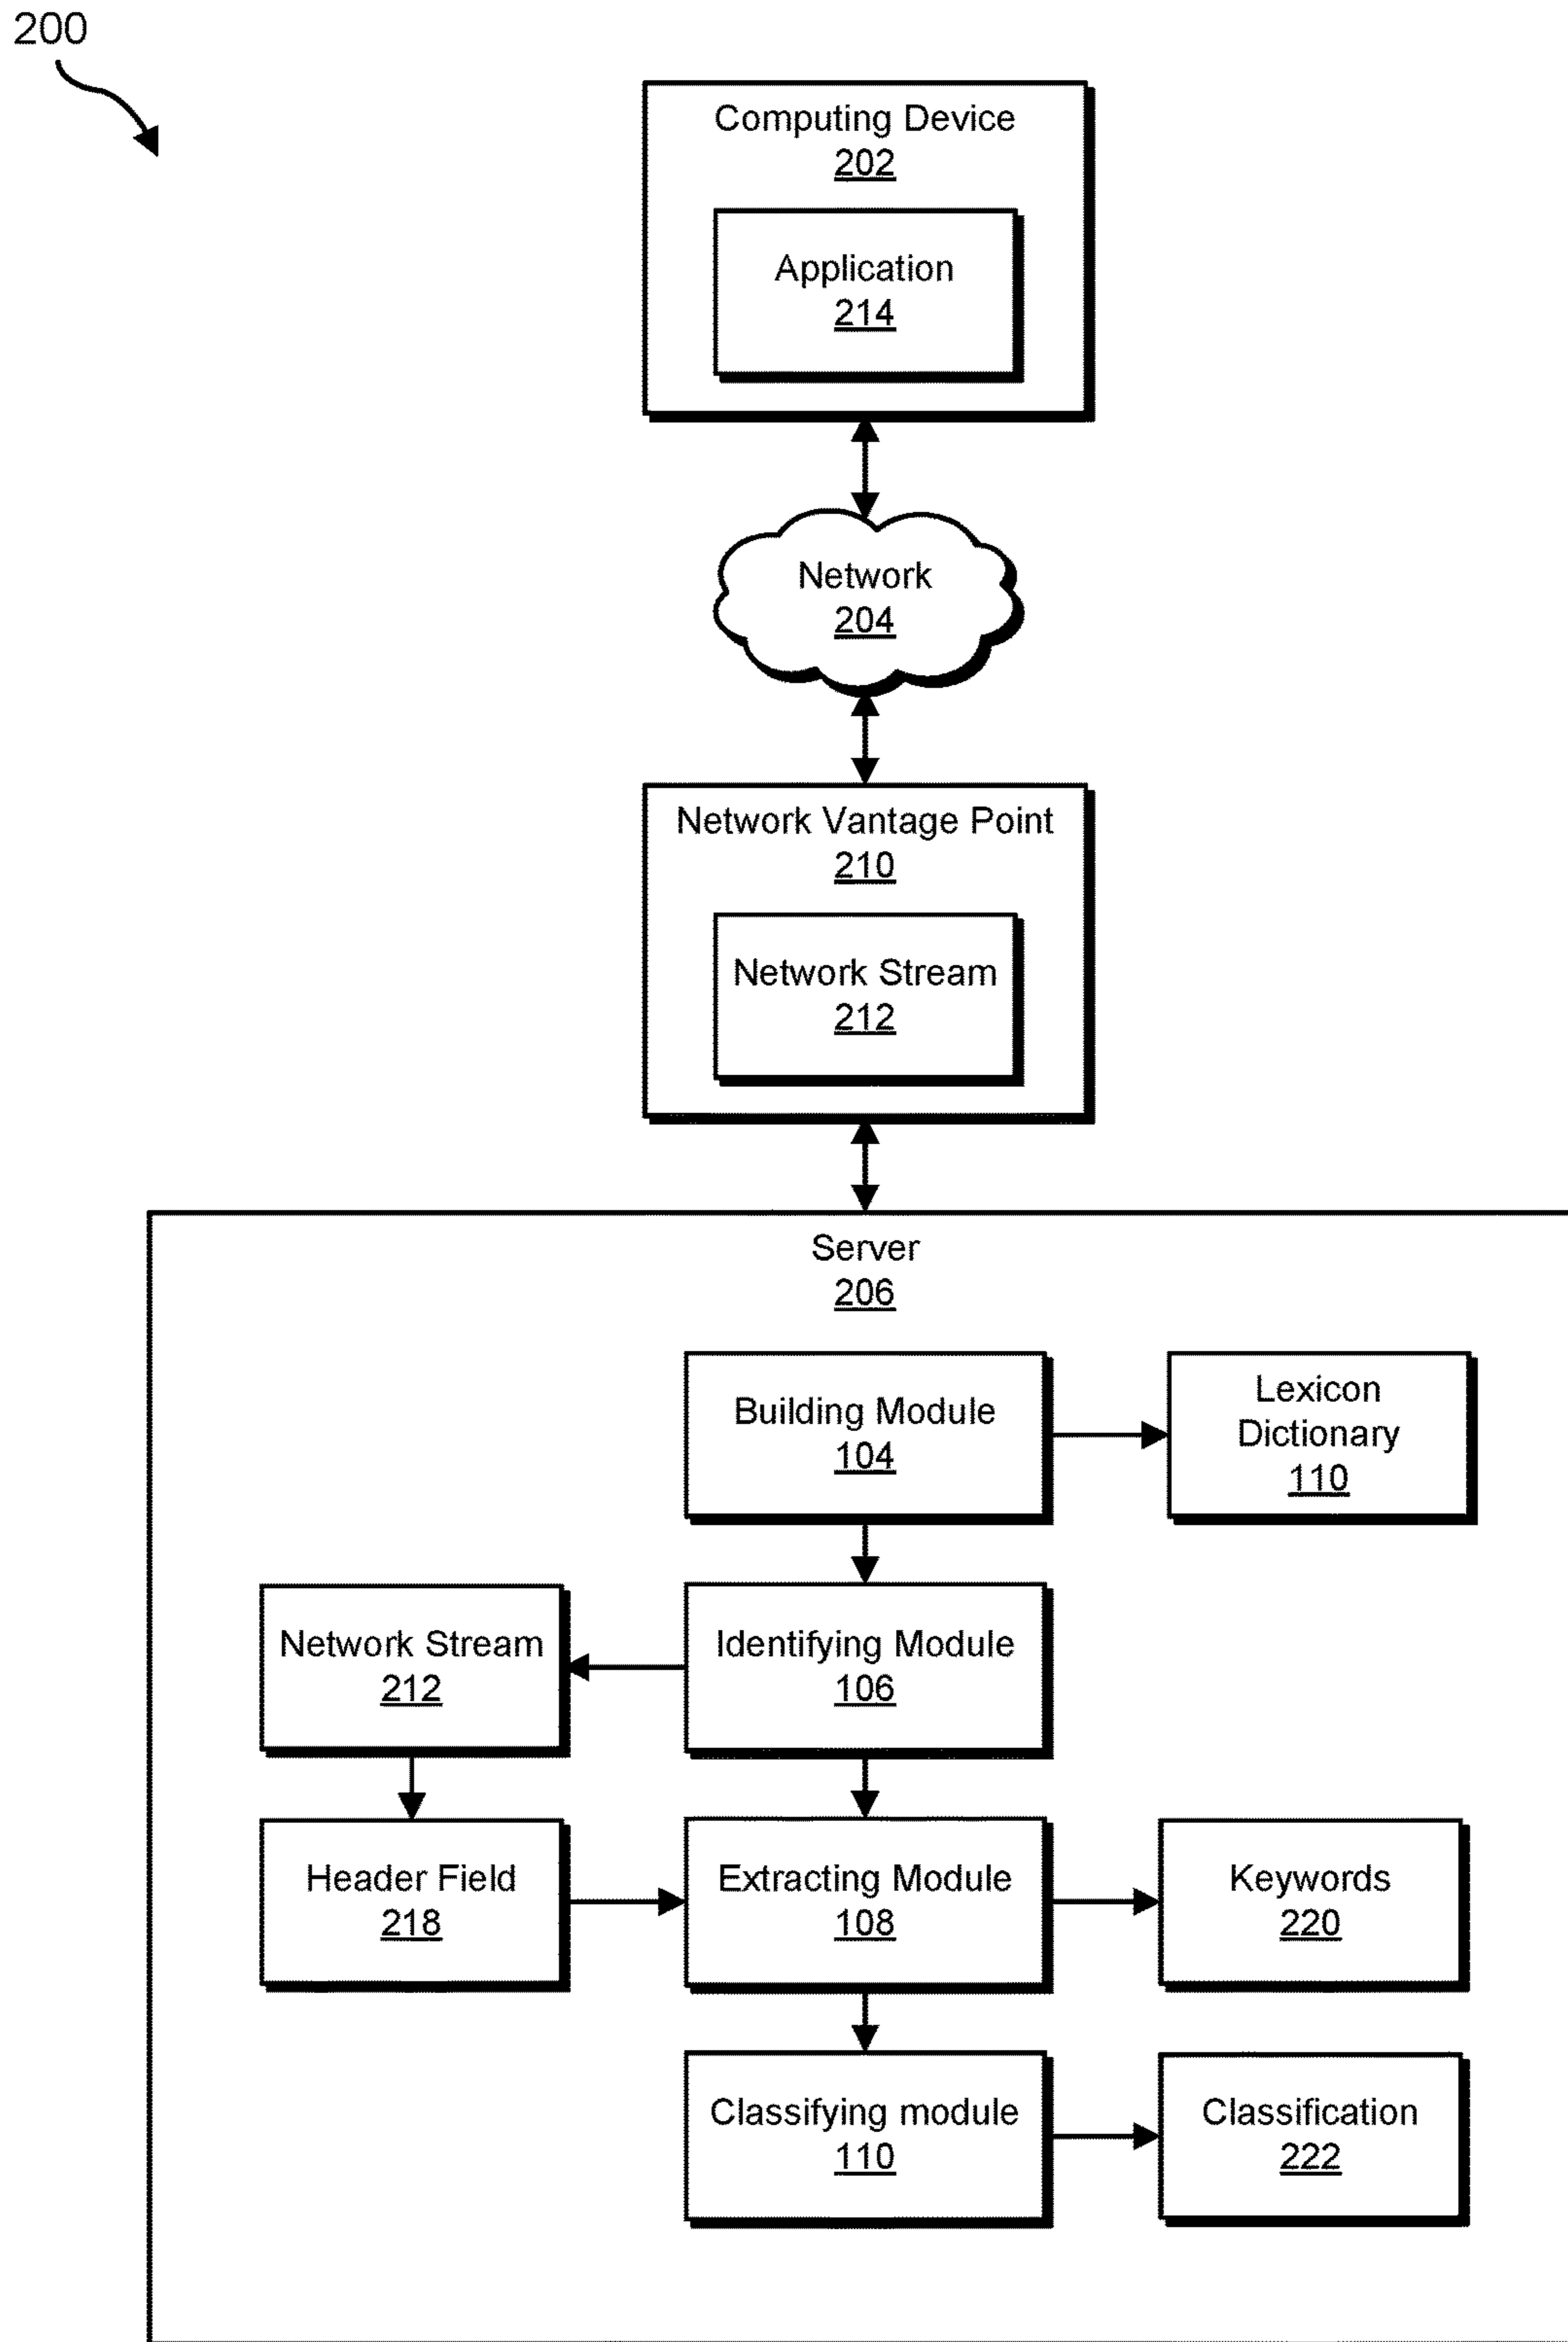 200
Computing Device
202
Application
214
Network
204
Network Vantage Point
210
Network Stream
212
Server
206
Building Module
104
Lexicon
Dictionary
110
Network Stream
212
Identifying Module
106
Header Field
218
Extracting Module
108
Keywords
220
Classifying module
110
Classification
222